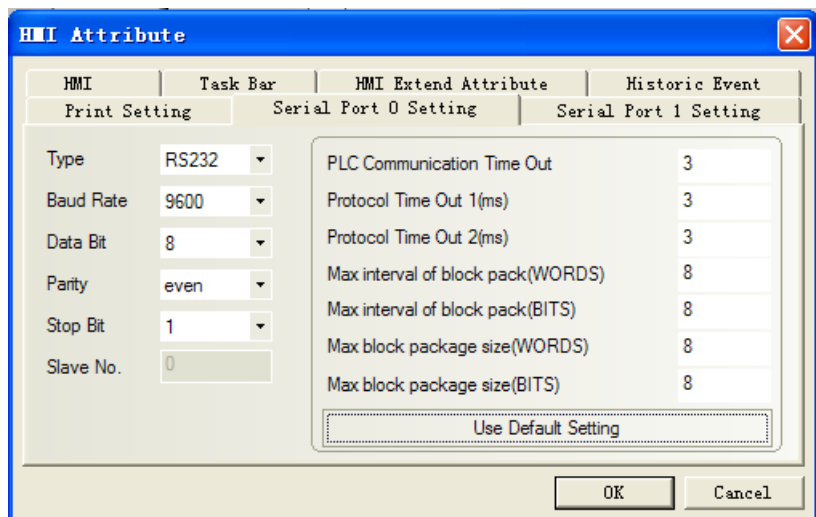 HMI Attribute
HMI Task Bar HMI Extend Attribute Historic Event
Print Setting Serial Port 0 Setting Serial Port 1 Setting
Type RS232
Baud Rate 9600
Data Bit 8
Parity even
Stop Bit 1
Slave No. 0
PLC Communication Time Out 3
Protocol Time Out 1(ms) 3
Protocol Time Out 2(ms) 3
Max interval of block pack(WORDS) 8
Max interval of block pack(BITS) 8
Max block package size(WORDS) 8
Max block package size(BITS) 8
Use Default Setting
OK Cancel